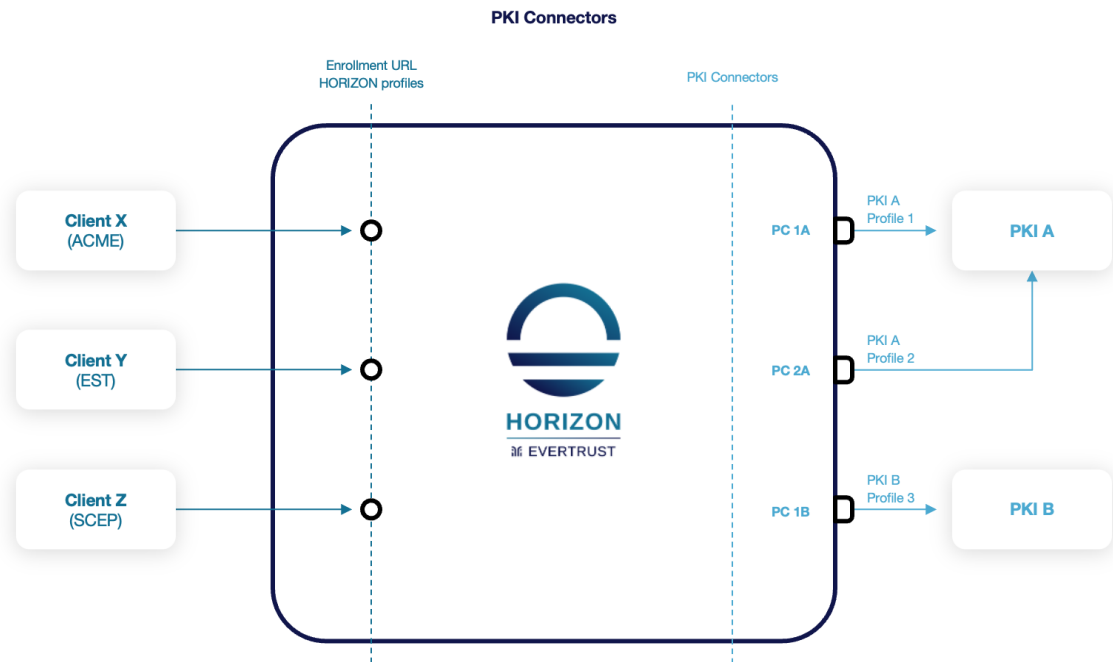 PKI Connectors
Enrollment URL
HORIZON profiles
PKI Connectors
Client X
(ACME)
PC 1A
PKI A
Profile 1
PKI A
Client Y
(EST)
PC 2A
PKI A
Profile 2
HORIZON
EVERTRUST
Client Z
(SCEP)
PC 1B
PKI B
Profile 3
PKI B